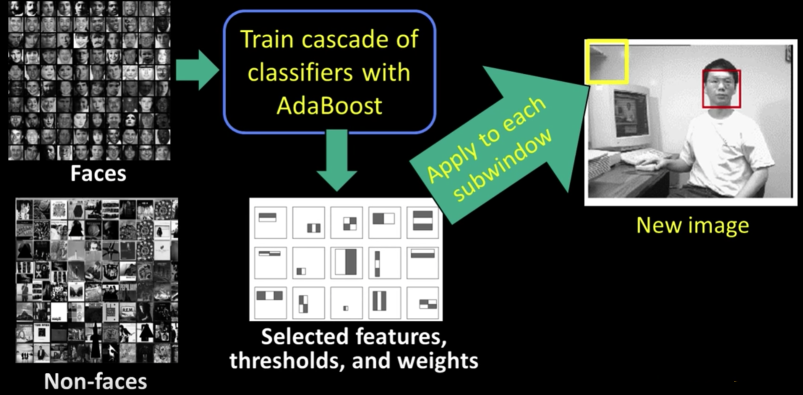 Train cascade of
classifiers with
AdaBoost
Faces
Apply to each
subwindow
New image
Selected features,
thresholds, and weights
Non-faces